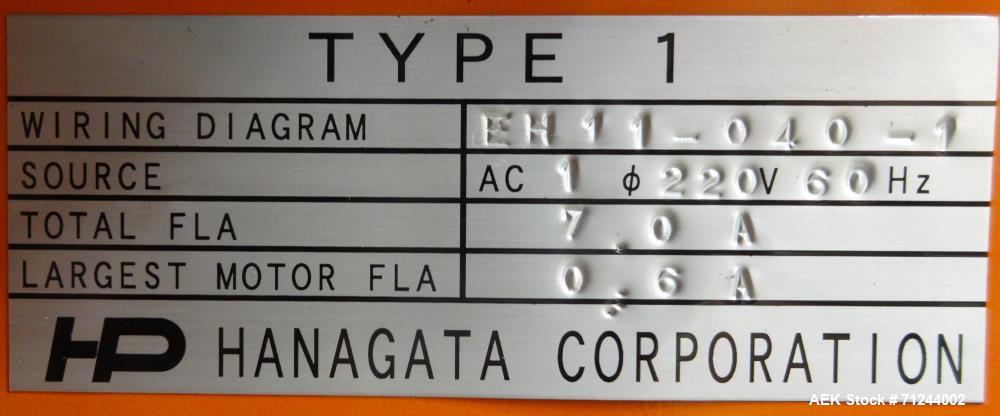 TYPE 1
WIRING DIAGRAM EH11-040-1
SOURCE AC 1 φ 220V 60Hz
TOTAL FLA 7.0 A
LARGEST MOTOR FLA 0.6 A
HP HANAGATA CORPORATION
AEK Stock # 71244002